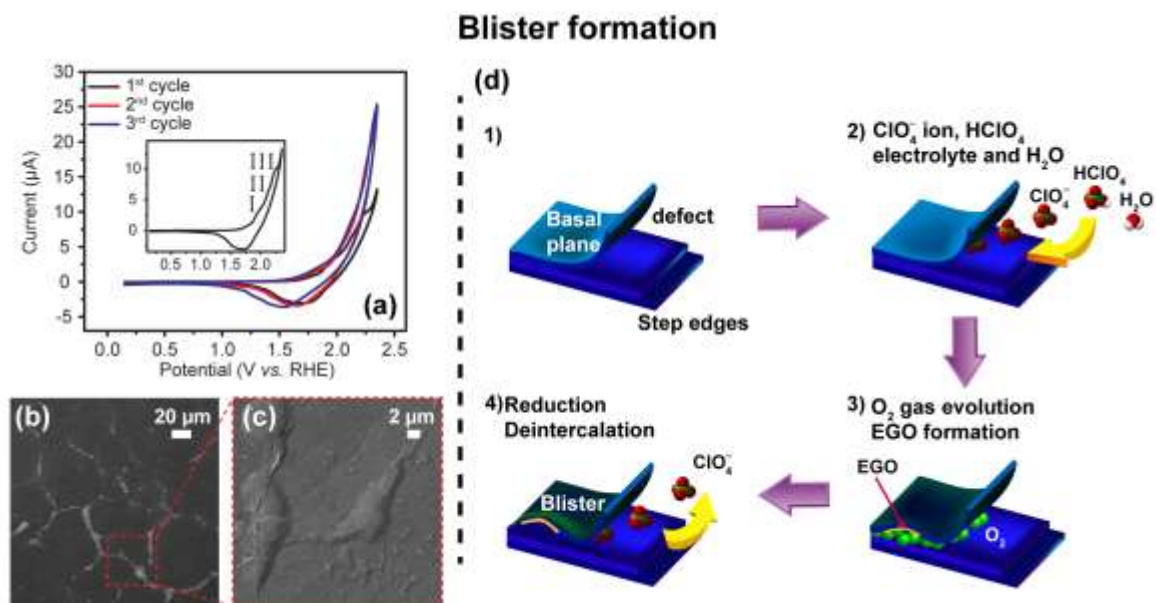 Blister formation
30
25
20
15
10
5
0
-5
Current (µA)
1st cycle
2nd cycle
3rd cycle
10
5
0
III
II
I
0.5 1.0 1.5 2.0
(a)
0.0 0.5 1.0 1.5 2.0 2.5
Potential (V vs. RHE)
(b) 20 µm
(c) 2 µm
(d)
1)
Basal
plane
defect
Step edges
2) ClO₄⁻ ion, HClO₄
electrolyte and H₂O
HClO₄
ClO₄⁻
H₂O
3) O₂ gas evolution
EGO formation
EGO
O₂
4) Reduction
Deintercalation
ClO₄⁻
Blister